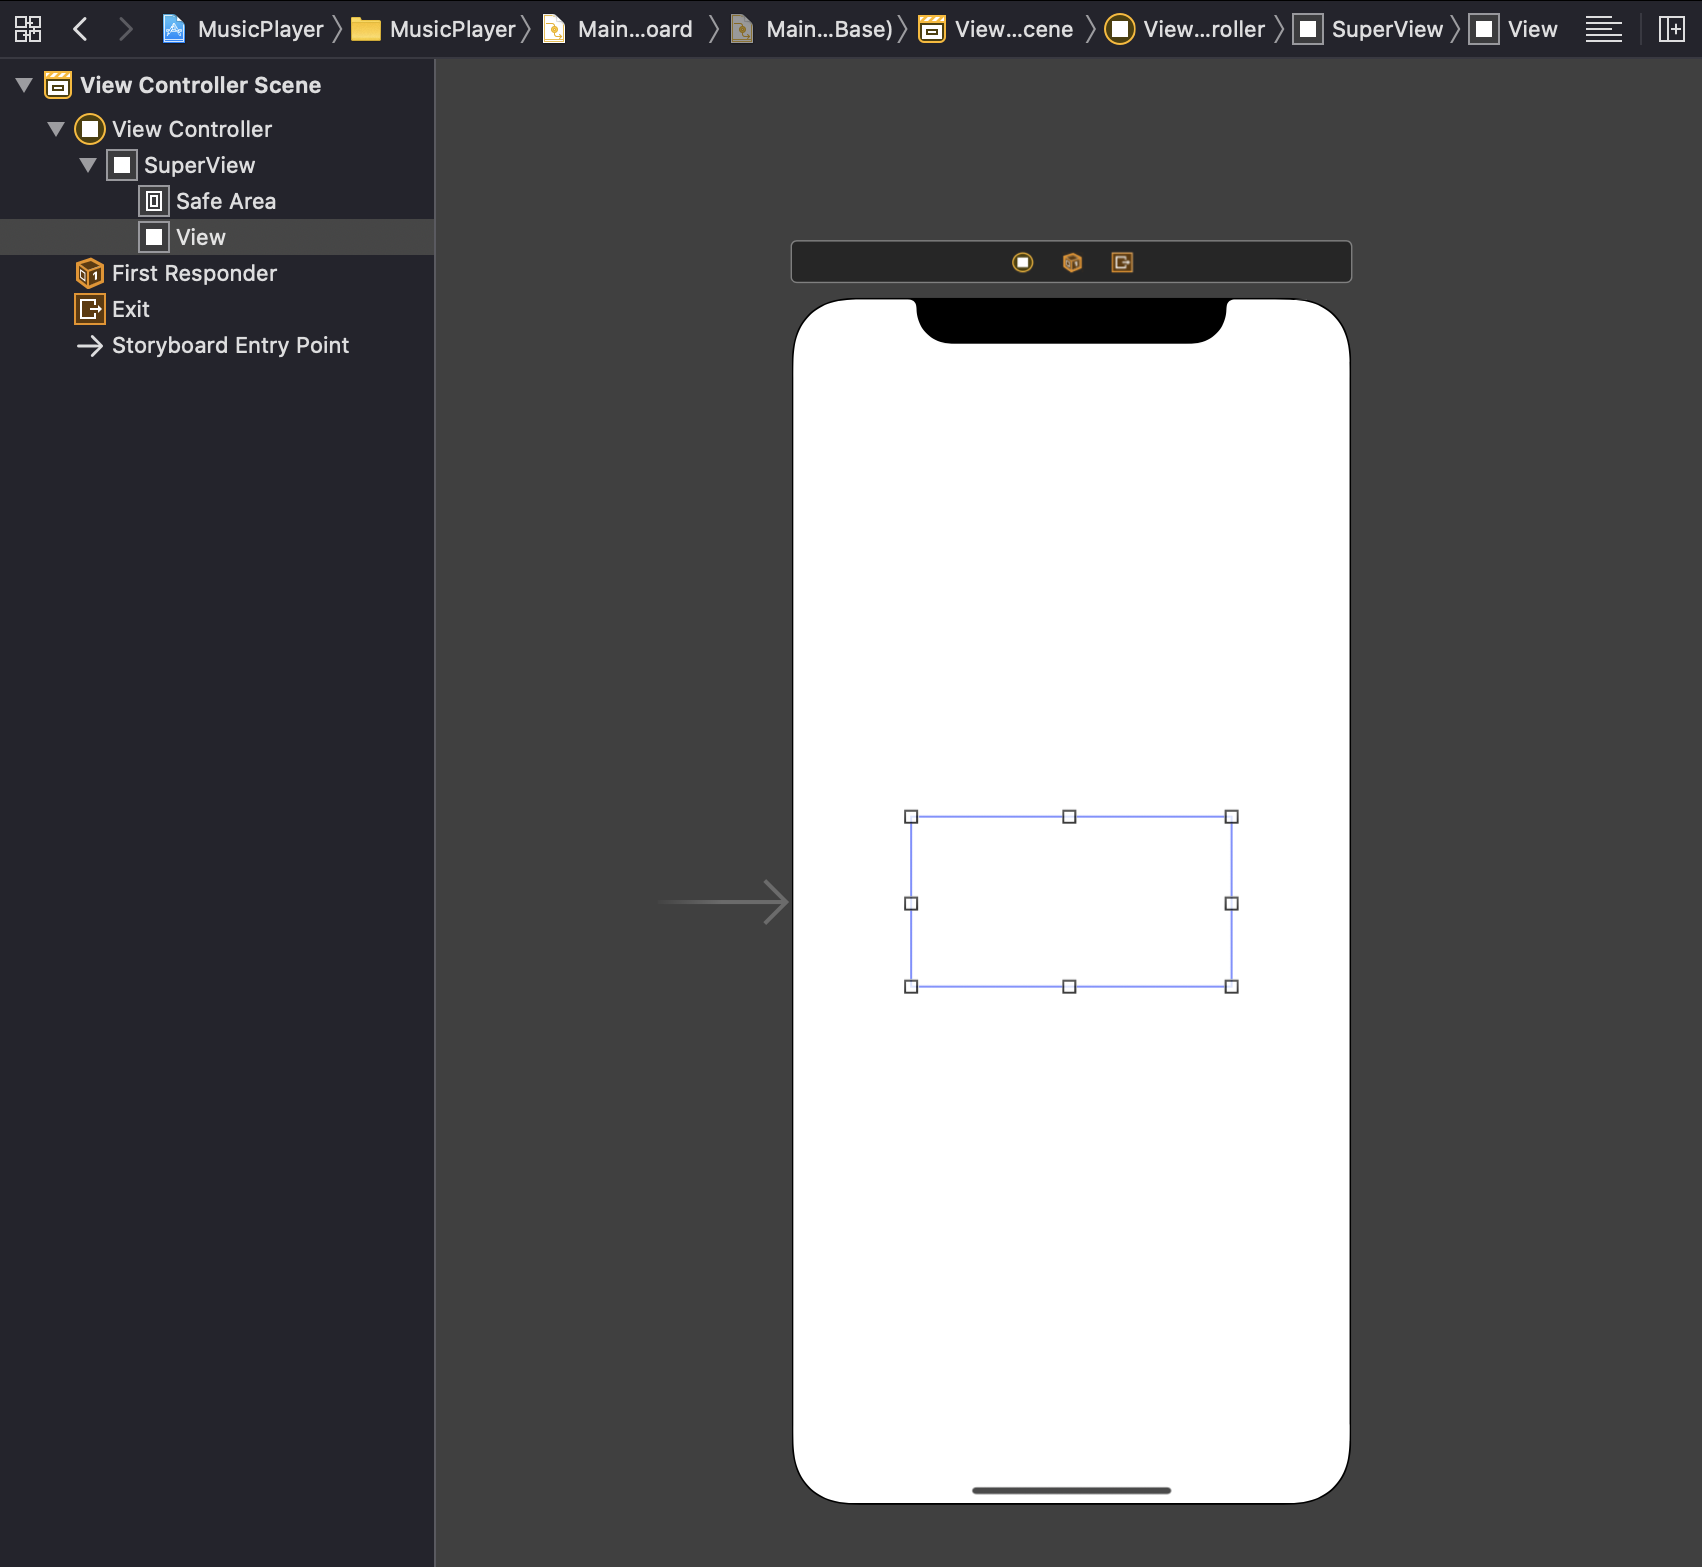 MusicPlayer MusicPlayer Main...oard Main...Base) View...cene View...roller SuperView View
View Controller Scene
View Controller
SuperView
Safe Area
View
First Responder
Exit
Storyboard Entry Point